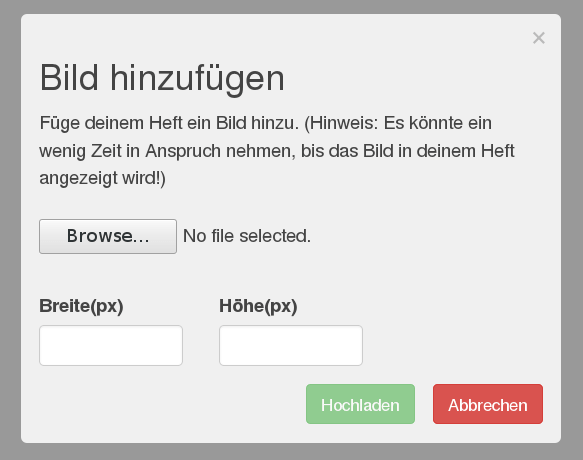 ×
Bild hinzufügen
Füge deinem Heft ein Bild hinzu. (Hinweis: Es könnte ein
wenig Zeit in Anspruch nehmen, bis das Bild in deinem Heft
angezeigt wird!)
Browse... No file selected.
Breite(px) Höhe(px)
Hochladen Abbrechen